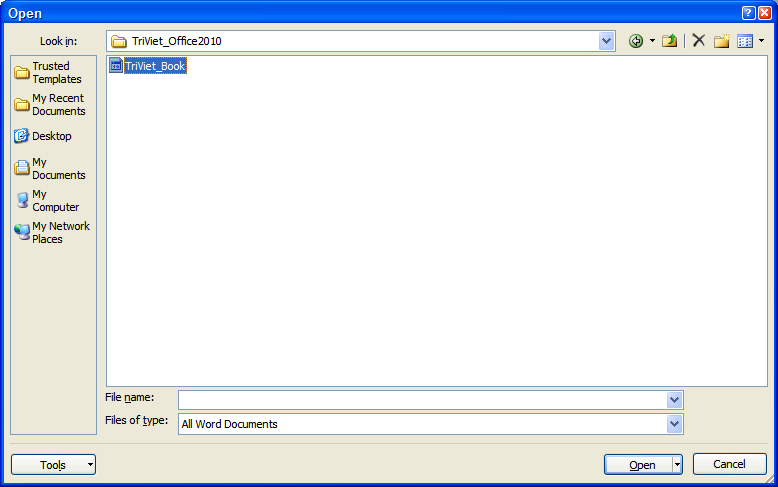 Open
Look in:
TriViet_Office2010
Trusted
Templates
My Recent
Documents
Desktop
My
Documents
My
Computer
My Network
Places
TriViet_Book
File name:
Files of type:
All Word Documents
Tools
Open
Cancel